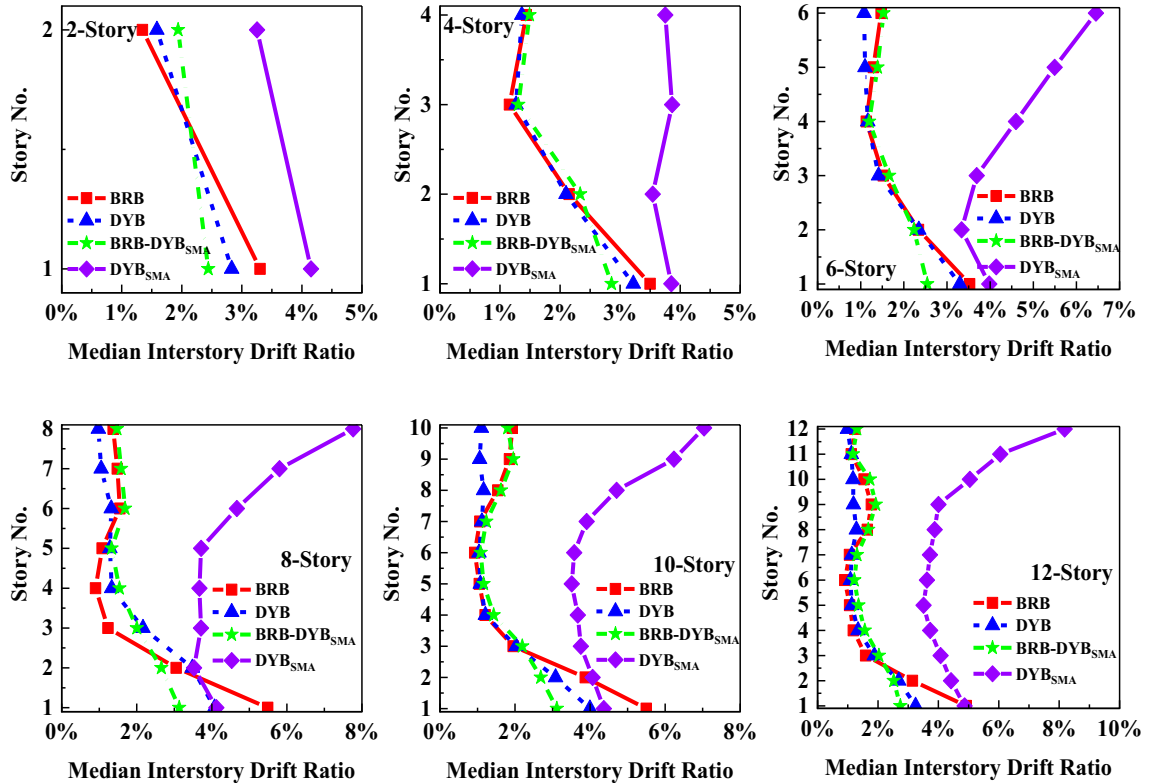 2-Story
Story No.
2
1
BRB
DYB
BRB-DYBSMA
DYBSMA
0% 1% 2% 3% 4% 5%
Median Interstory Drift Ratio
4-Story
Story No.
4
3
2
1
BRB
DYB
BRB-DYBSMA
DYBSMA
0% 1% 2% 3% 4% 5%
Median Interstory Drift Ratio
Story No.
6
5
4
3
2
1
BRB
DYB
BRB-DYBSMA
DYBSMA
6-Story
0% 1% 2% 3% 4% 5% 6% 7%
Median Interstory Drift Ratio
Story No.
8
7
6
5
4
3
2
1
8-Story
BRB
DYB
BRB-DYBSMA
DYBSMA
0% 2% 4% 6% 8%
Median Interstory Drift Ratio
Story No.
10
9
8
7
6
5
4
3
2
1
10-Story
BRB
DYB
BRB-DYBSMA
DYBSMA
0% 2% 4% 6% 8%
Median Interstory Drift Ratio
Story No.
12
11
10
9
8
7
6
5
4
3
2
1
12-Story
BRB
DYB
BRB-DYBSMA
DYBSMA
0% 2% 4% 6% 8% 10%
Median Interstory Drift Ratio